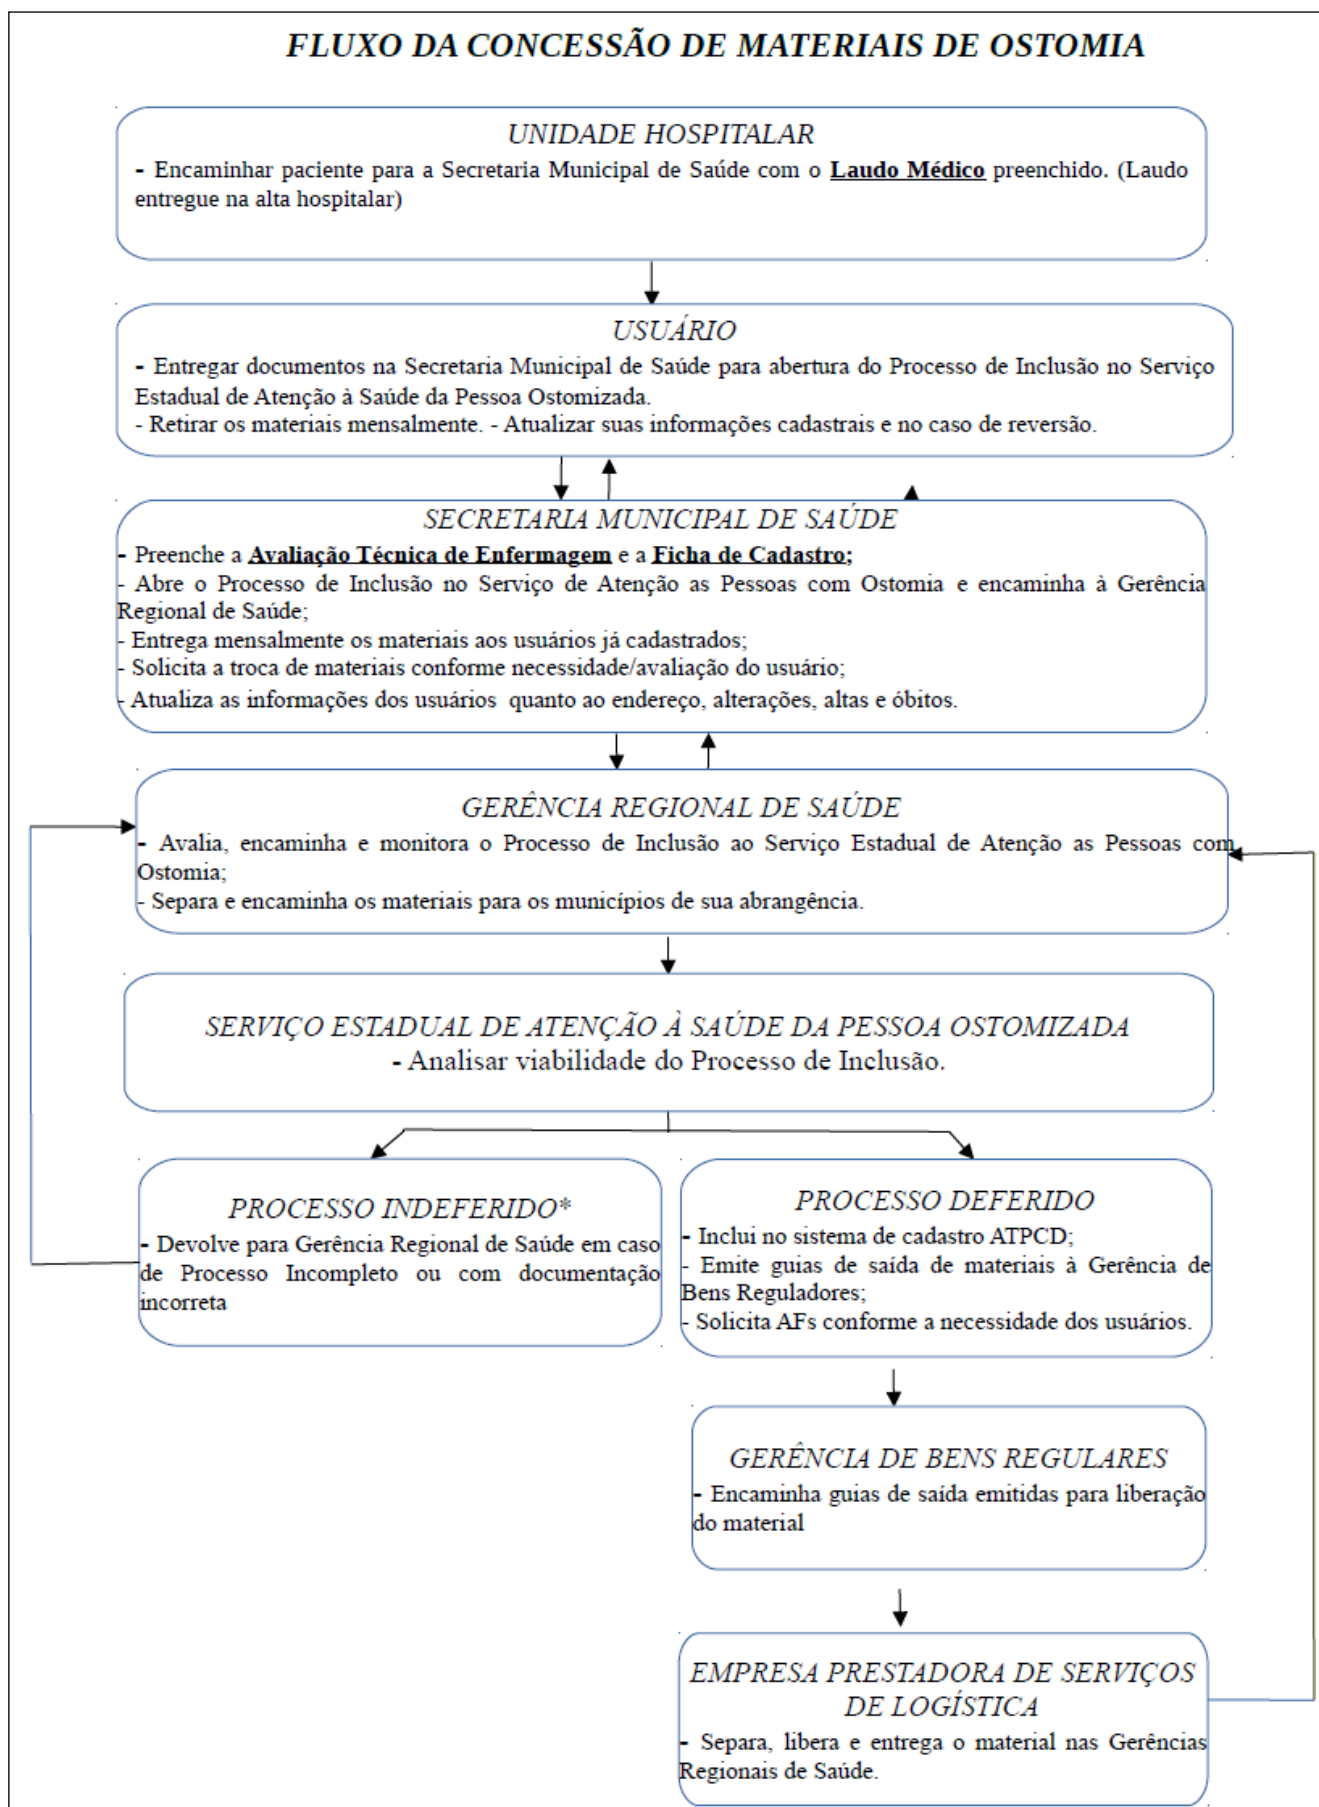 FLUXO DA CONCESSÃO DE MATERIAIS DE OSTOMIA
UNIDADE HOSPITALAR
- Encaminhar paciente para a Secretaria Municipal de Saúde com o Laudo Médico preenchido. (Laudo
entregue na alta hospitalar)
USUÁRIO
- Entregar documentos na Secretaria Municipal de Saúde para abertura do Processo de Inclusão no Serviço
Estadual de Atenção à Saúde da Pessoa Ostomizada.
- Retirar os materiais mensalmente. - Atualizar suas informações cadastrais e no caso de reversão.
SECRETARIA MUNICIPAL DE SAÚDE
- Preenche a Avaliação Técnica de Enfermagem e a Ficha de Cadastro;
- Abre o Processo de Inclusão no Serviço de Atenção as Pessoas com Ostomia e encaminha à Gerência
Regional de Saúde;
- Entrega mensalmente os materiais aos usuários já cadastrados;
- Solicita a troca de materiais conforme necessidade/avaliação do usuário;
- Atualiza as informações dos usuários quanto ao endereço, alterações, altas e óbitos.
GERÊNCIA REGIONAL DE SAÚDE
- Avalia, encaminha e monitora o Processo de Inclusão ao Serviço Estadual de Atenção as Pessoas com
Ostomia;
- Separa e encaminha os materiais para os municípios de sua abrangência.
SERVIÇO ESTADUAL DE ATENÇÃO À SAÚDE DA PESSOA OSTOMIZADA
- Analisar viabilidade do Processo de Inclusão.
PROCESSO INDEFERIDO*
- Devolve para Gerência Regional de Saúde em caso
de Processo Incompleto ou com documentação
incorreta
PROCESSO DEFERIDO
- Inclui no sistema de cadastro ATPCD;
- Emite guias de saída de materiais à Gerência de
Bens Reguladores;
- Solicita AFs conforme a necessidade dos usuários.
GERÊNCIA DE BENS REGULARES
- Encaminha guias de saída emitidas para liberação
do material
EMPRESA PRESTADORA DE SERVIÇOS
DE LOGÍSTICA
- Separa, libera e entrega o material nas Gerências
Regionais de Saúde.